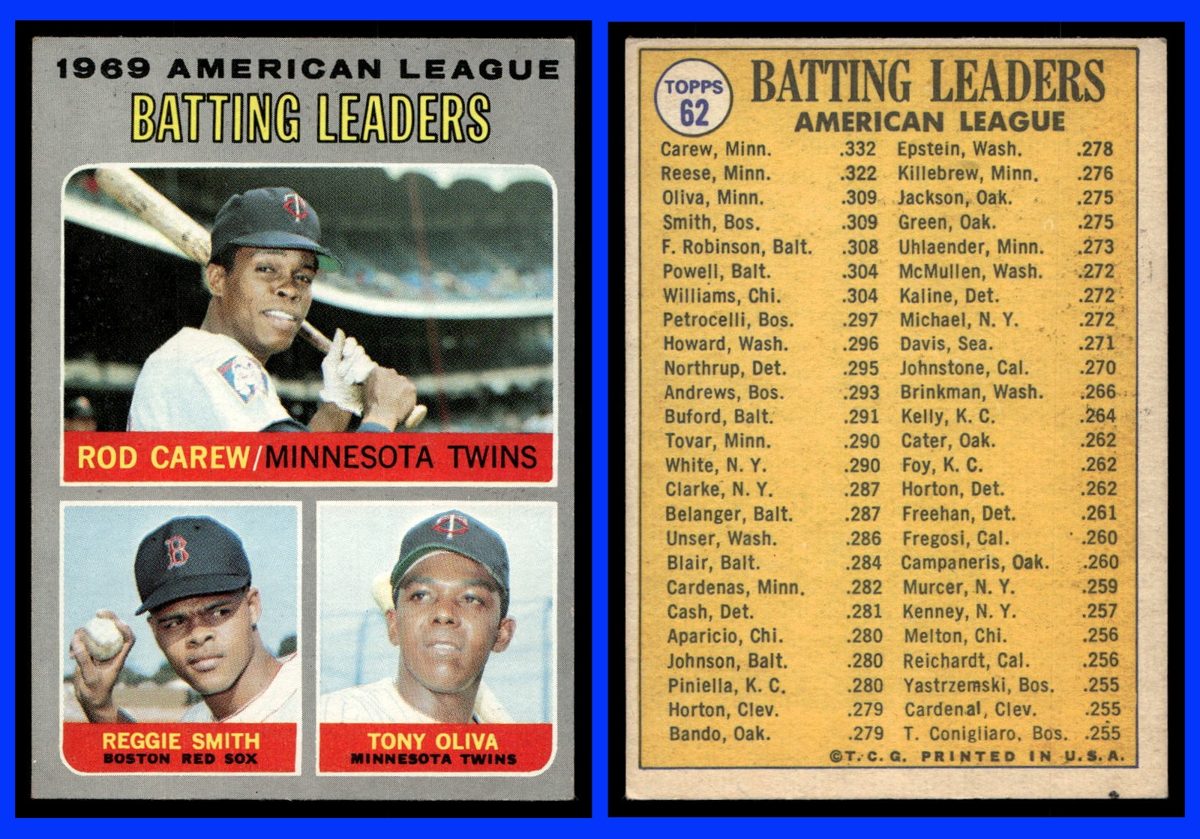 1969 AMERICAN LEAGUE
BATTING LEADERS
ROD CAREW/MINNESOTA TWINS
B
REGGIE SMITH
BOSTON RED SOX
TC
TONY OLIVA
MINNESOTA TWINS
TOPPS
62
BATTING LEADERS
AMERICAN LEAGUE
Carew, Minn. .332 Epstein, Wash. .278
Reese, Minn. .322 Killebrew, Minn. .276
Oliva, Minn. .309 Jackson, Oak. .275
Smith, Bos. .309 Green, Oak. .275
F. Robinson, Balt. .308 Uhlaender, Minn. .273
Powell, Balt. .304 McMullen, Wash. .272
Williams, Chi. .304 Kaline, Det. .272
Petrocelli, Bos. .297 Michael, N. Y. .272
Howard, Wash. .296 Davis, Sea. .271
Northrup, Det. .295 Johnstone, Cal. .270
Andrews, Bos. .293 Brinkman, Wash. .266
Buford, Balt. .291 Kelly, K. C. .264
Tovar, Minn. .290 Cater, Oak. .262
White, N. Y. .290 Foy, K. C. .262
Clarke, N. Y. .287 Horton, Det. .262
Belanger, Balt. .287 Freehan, Det. .261
Unser, Wash. .286 Fregosi, Cal. .260
Blair, Balt. .284 Campaneris, Oak. .260
Cardenas, Minn. .282 Murcer, N. Y. .259
Cash, Det. .281 Kenney, N. Y. .257
Aparicio, Chi. .280 Melton, Chi. .256
Johnson, Balt. .280 Reichardt, Cal. .256
Piniella, K. C. .280 Yastrzemski, Bos. .255
Horton, Clev. .279 Cardenal, Clev. .255
Bando, Oak. .279 T. Conigliaro, Bos. .255
©T.C.G. PRINTED IN U.S.A.